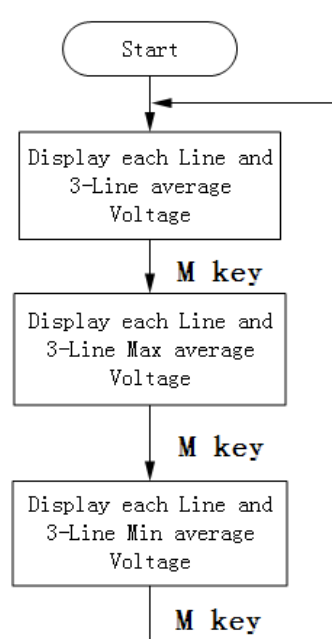 Start
Display each Line and
3-Line average
Voltage
M key
Display each Line and
3-Line Max average
Voltage
M key
Display each Line and
3-Line Min average
Voltage
M key